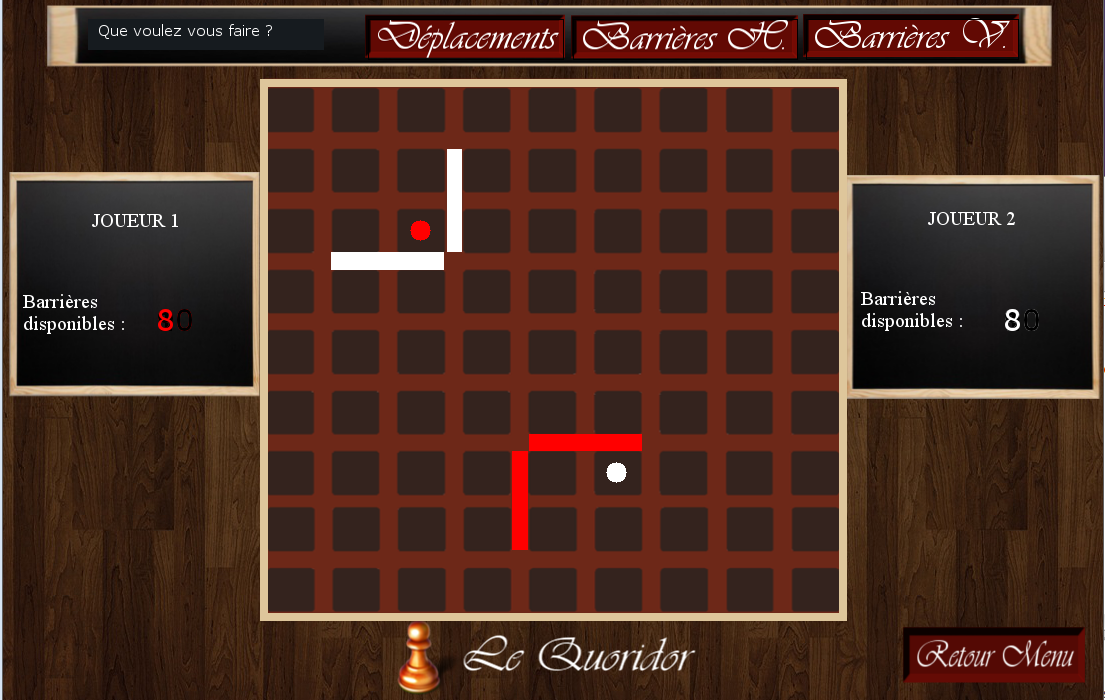 Que voulez vous faire ?
Déplacements
Barrières H.
Barrières V.
JOUEUR 1
Barrières
disponibles : 80
JOUEUR 2
Barrières
disponibles : 80
Le Quoridor
Retour Menu